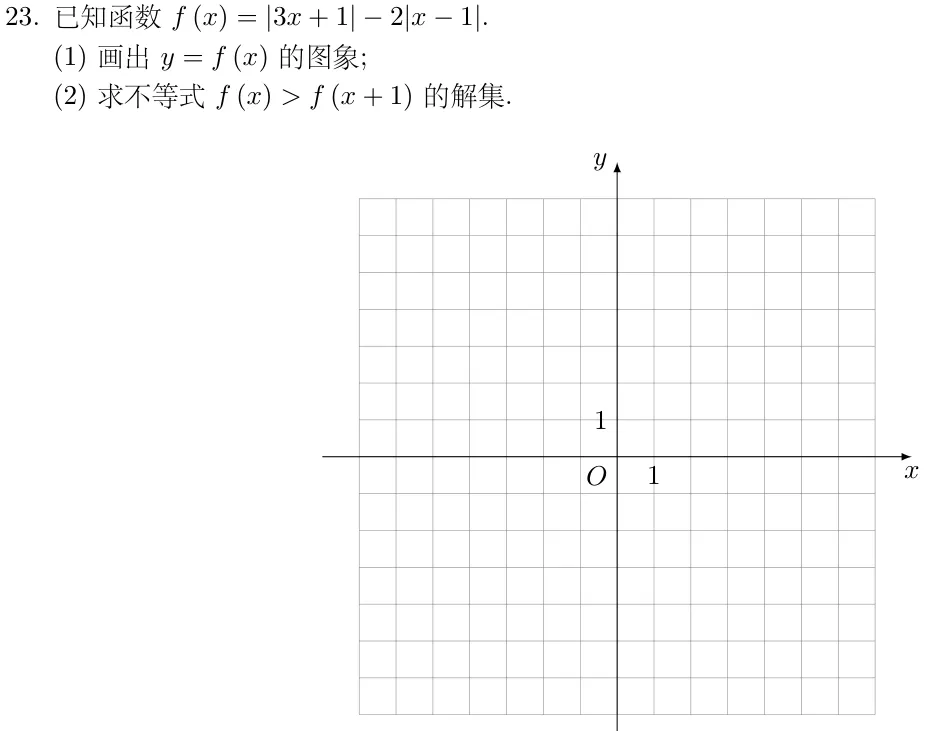 23. 已知函数 f (x) = |3x + 1| − 2|x − 1|.
(1) 画出 y = f (x) 的图象;
(2) 求不等式 f (x) > f (x + 1) 的解集.
y
1
O 1 x